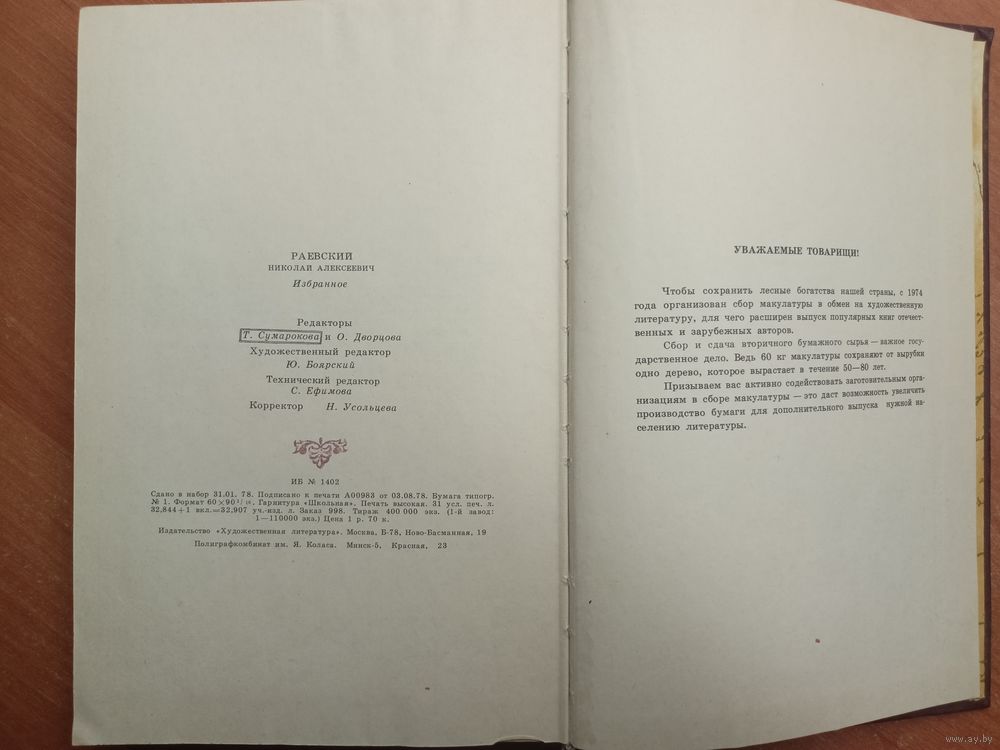 РАЕВСКИЙ
НИКОЛАЙ АЛЕКСЕЕВИЧ
Избранное
Редакторы
Т. Сумарокова и О. Дворцова
Художественный редактор
Ю. Боярский
Технический редактор
С. Ефимова
Корректор Н. Усольцева
ИБ № 1402
Сдано в набор 31.01. 78. Подписано к печати А00983 от 03.08.78. Бумага типогр.
№ 1. Формат 60×90 1/16. Гарнитура «Школьная». Печать высокая. 31 усл. печ. л.
32,844+1 вкл.=32,907 уч.-изд. л. Заказ 998. Тираж 400 000 экз. (1-й завод:
1—110000 экз.) Цена 1 р. 70 к.
Издательство «Художественная литература». Москва, Б-78, Ново-Басманная, 19
Полиграфкомбинат им. Я. Коласа. Минск-5, Красная, 23
УВАЖАЕМЫЕ ТОВАРИЩИ!
Чтобы сохранить лесные богатства нашей страны, с 1974
года организован сбор макулатуры в обмен на художественную
литературу, для чего расширен выпуск популярных книг отечест-
венных и зарубежных авторов.
Сбор и сдача вторичного бумажного сырья — важное госу-
дарственное дело. Ведь 60 кг макулатуры сохраняют от вырубки
одно дерево, которое вырастает в течение 50—80 лет.
Призываем вас активно содействовать заготовительным орга-
низациям в сборе макулатуры — это даст возможность увеличить
производство бумаги для дополнительного выпуска нужной на-
селению литературы.
www.ay.by